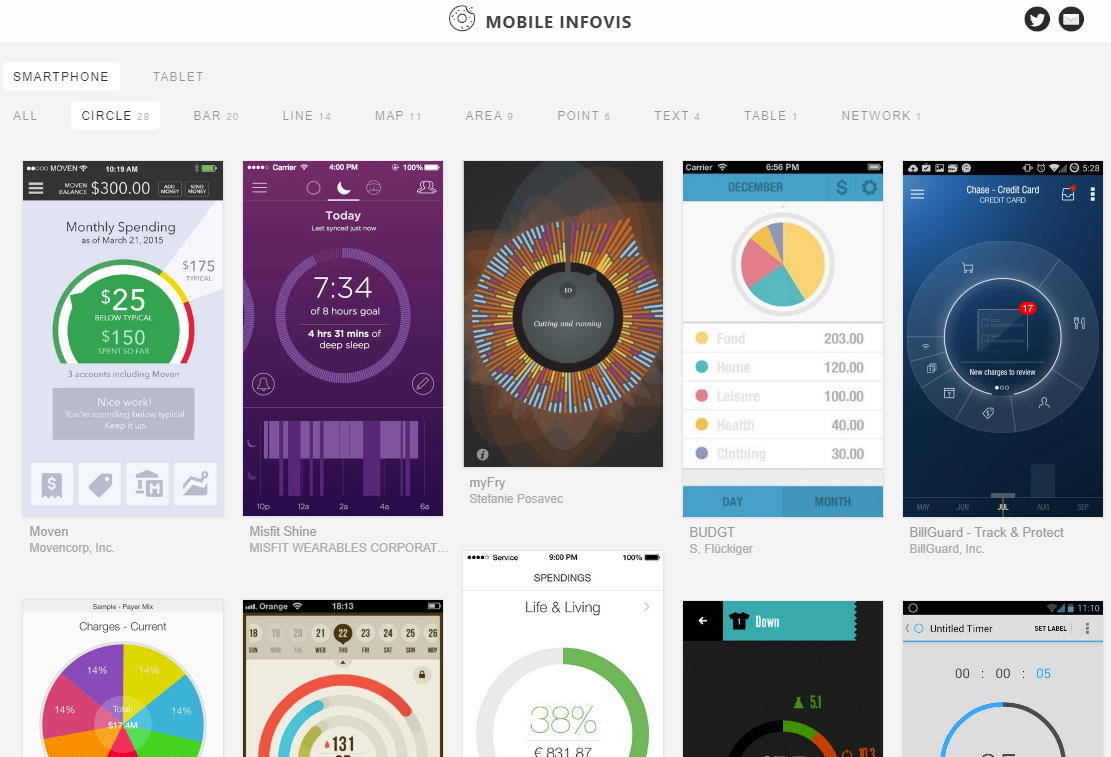 MOBILE INFOVIS
SMARTPHONE TABLET
ALL CIRCLE 28 BAR 20 LINE 14 MAP 11 AREA 9 POINT 6 TEXT 4 TABLE 1 NETWORK 1
MOVEN 10:19 AM
MOVEN BALANCE $300.00 ADD MONEY SEND MONEY
Monthly Spending
as of March 21, 2015
$175
TYPICAL
$25
BELOW TYPICAL
$150
SPENT SO FAR
3 accounts including Moven
Nice work!
You're spending below typical.
Keep it up.
Moven
Movencorp, Inc.
Carrier 4:00 PM 100%
Today
Last synced just now
7:34
of 8 hours goal
4 hrs 31 mins of
deep sleep
10p 12a 2a 4a 6a
Misfit Shine
MISFIT WEARABLES CORPORAT...
10
Cutting and running
myFry
Stefanie Posavec
Carrier 6:56 PM
DECEMBER $
Food 203.00
Home 120.00
Leisure 100.00
Health 40.00
Clothing 30.00
DAY MONTH
BUDGT
S. Flückiger
5:28
Chase - Credit Card
CREDIT CARD
17
New charges to review
MAY JUN JUL AUG SEP
BillGuard - Track & Protect
BillGuard, Inc.
Sample - Payer Mix
Charges - Current
14% 14%
14% 14%
Total:
$17.4M
Orange 18:13
18 19 20 21 22 23 24 25 26
SUN MON TUE WED THU FRI SAT SUN MON
131
Service 9:00 PM 100%
SPENDINGS
Life & Living
38%
€ 831.87
1 Down
5.1
10.3
11:10
Untitled Timer SET LABEL
00 : 00 : 05